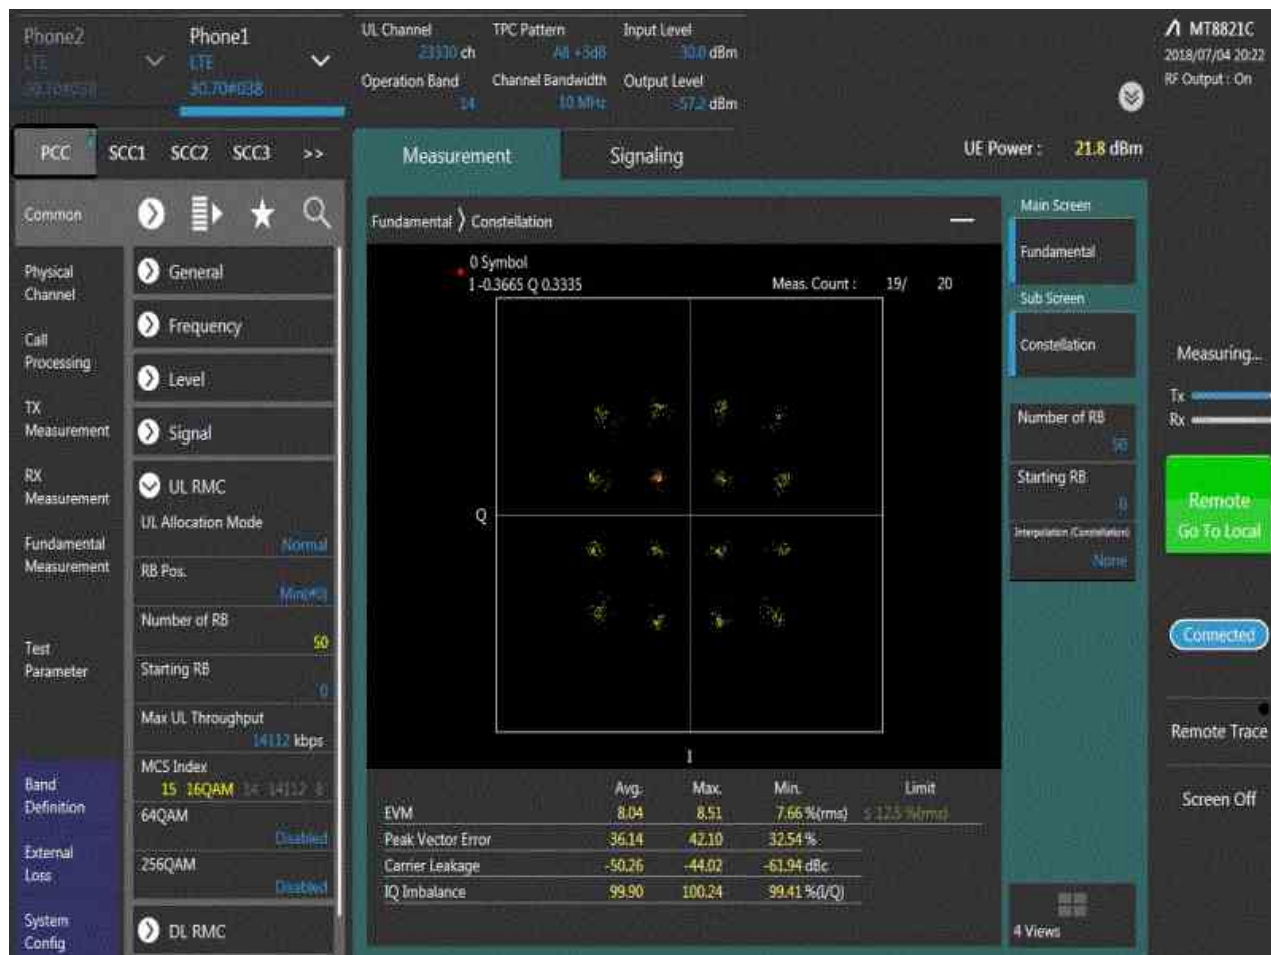 Phone2
LTE
Phone1
LTE
30.70#038
UL Channel
23330 ch
TPC Pattern
All +3dB
Input Level
30.0 dBm
Operation Band
14
Channel Bandwidth
10 MHz
Output Level
-57.2 dBm
MT8821C
2018/07/04 20:22
RF Output : On
PCC
SCC1
SCC2
SCC3
>>
Measurement
Signaling
UE Power : 21.8 dBm
Common
Physical
Channel
Call
Processing
TX
Measurement
RX
Measurement
Fundamental
Measurement
Test
Parameter
Band
Definition
External
Loss
System
Config
General
Frequency
Level
Signal
UL RMC
UL Allocation Mode
Normal
RB Pos.
Min(#0)
Number of RB
50
Starting RB
0
Max UL Throughput
14112 kbps
MCS Index
15 16QAM 14 14112 8
64QAM
Disabled
256QAM
Disabled
DL RMC
Fundamental 〉 Constellation
0 Symbol
I -0.3665 Q 0.3335
Meas. Count : 19/ 20
Q
I
Avg. Max. Min. Limit
EVM 8.04 8.51 7.66 %(rms) ≤ 12.5 %(rms)
Peak Vector Error 36.14 42.10 32.54 %
Carrier Leakage -50.26 -44.02 -61.94 dBc
IQ Imbalance 99.90 100.24 99.41 %(I/Q)
Main Screen
Fundamental
Sub Screen
Constellation
Number of RB
50
Starting RB
0
Interpolation (Constellation)
None
4 Views
Measuring...
Tx
Rx
Remote
Go To Local
Connected
Remote Trace
Screen Off